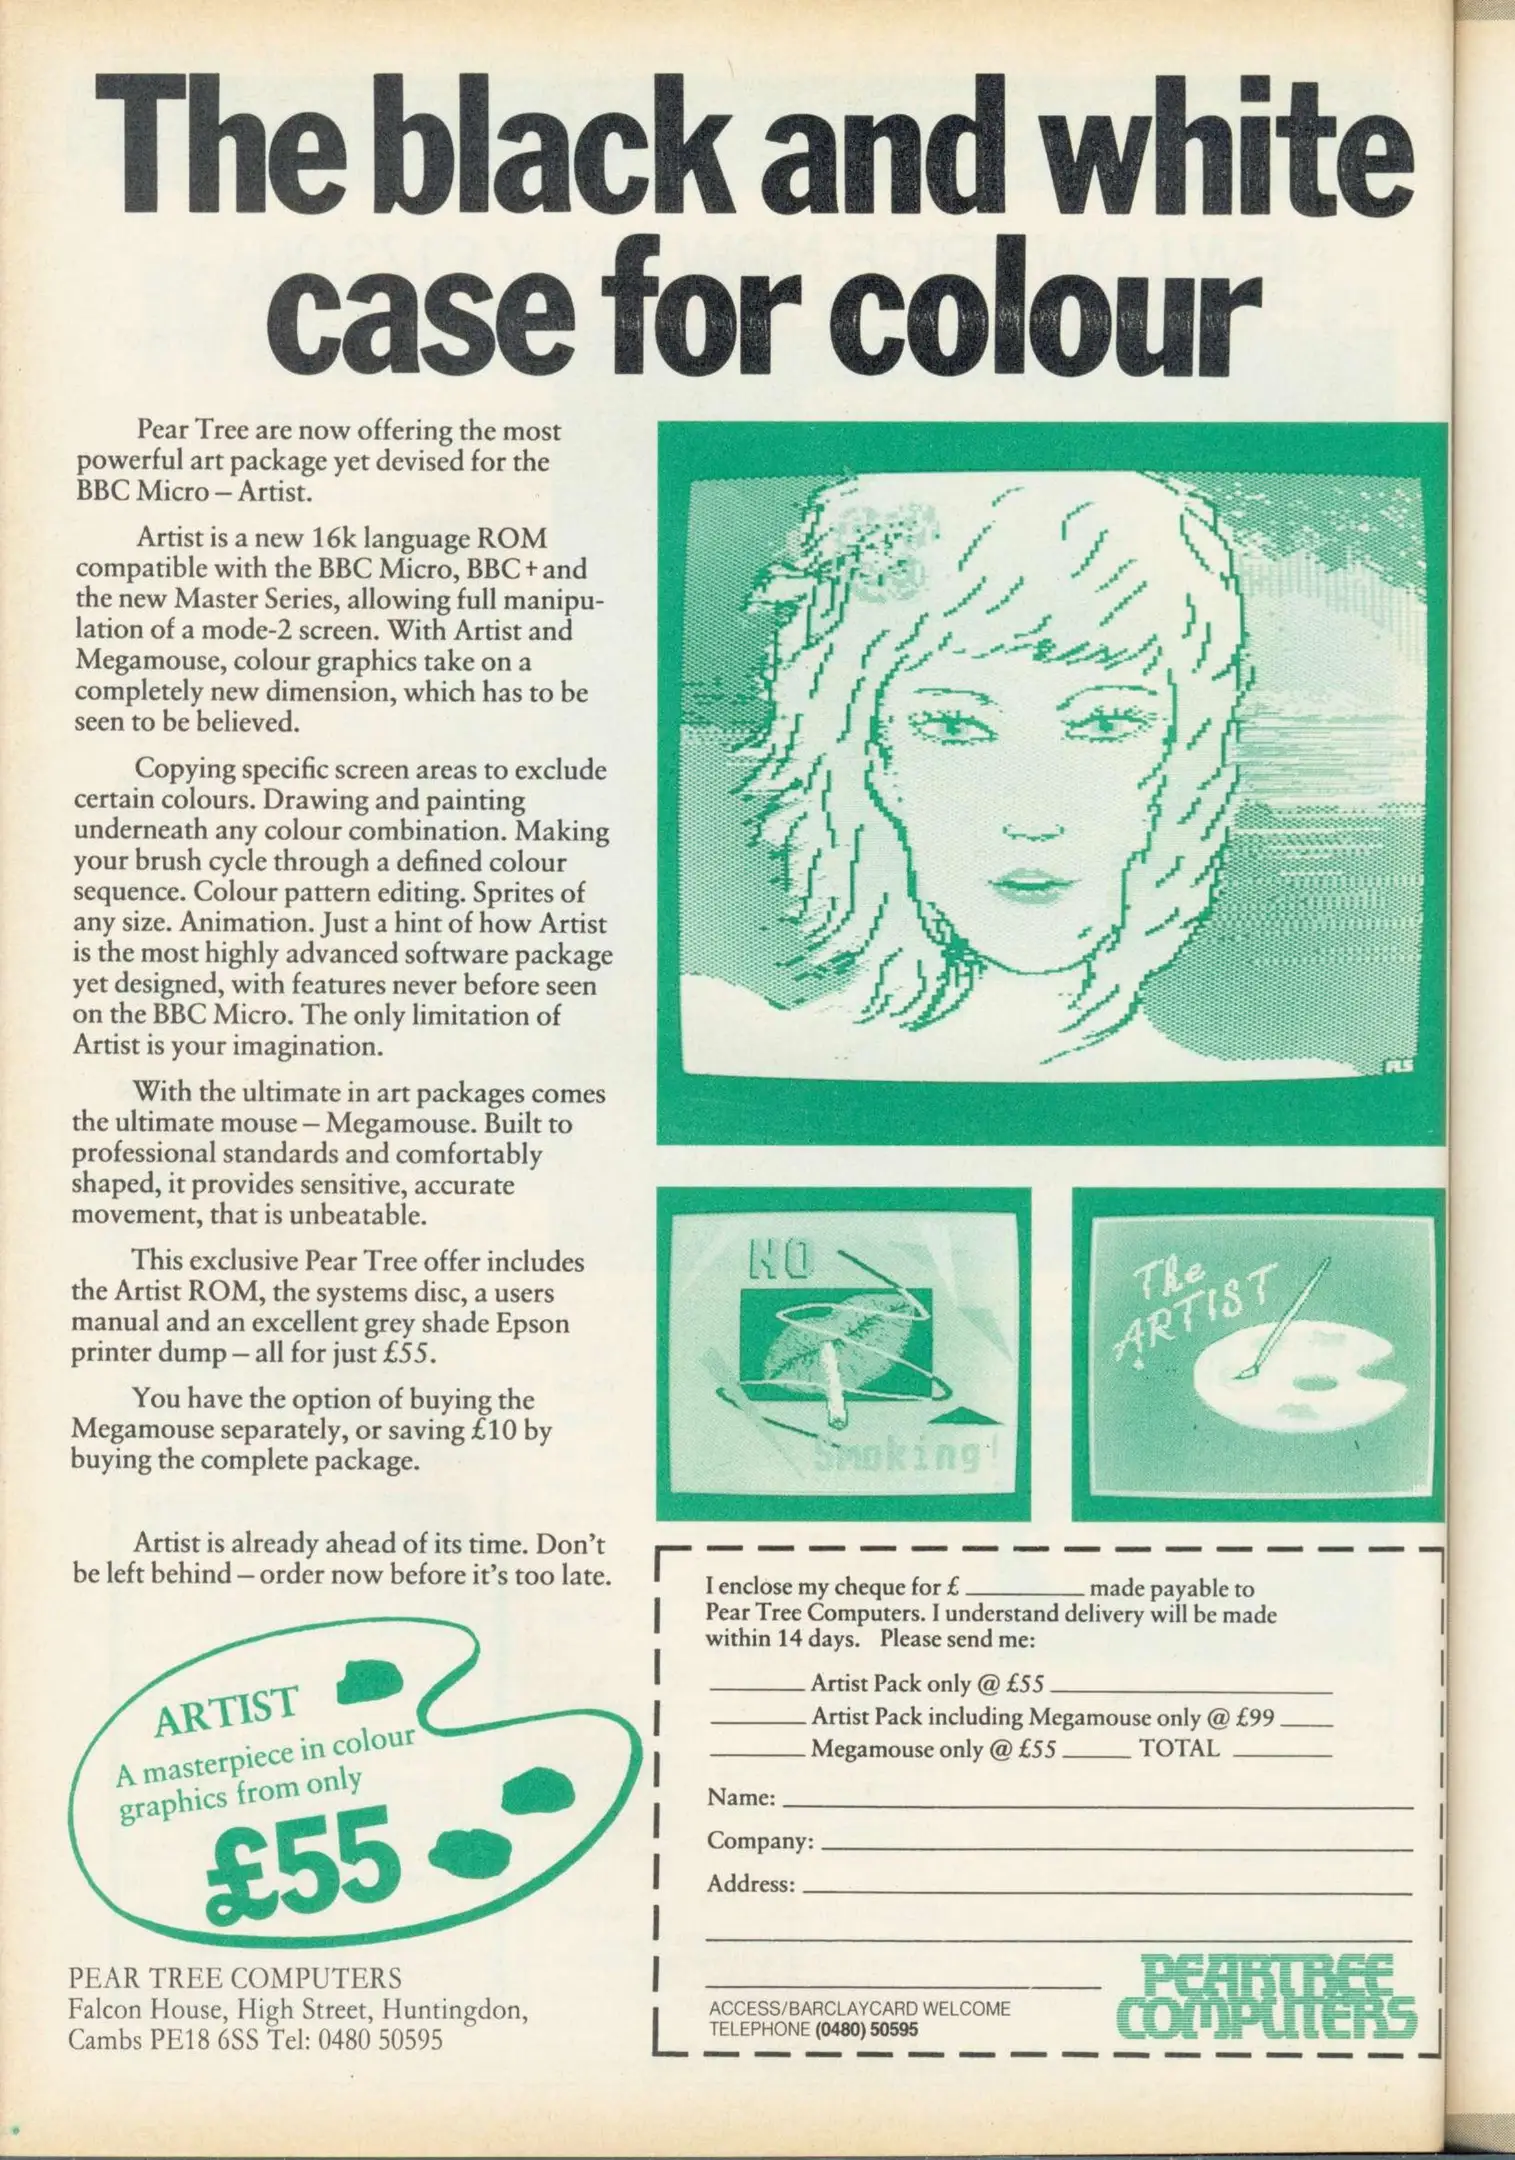 The black and white
case for colour
Pear Tree are now offering the most
powerful art package yet devised for the
BBC Micro – Artist.
Artist is a new 16k language ROM
compatible with the BBC Micro, BBC+ and
the new Master Series, allowing full manipu-
lation of a mode-2 screen. With Artist and
Megamouse, colour graphics take on a
completely new dimension, which has to be
seen to be believed.
Copying specific screen areas to exclude
certain colours. Drawing and painting
underneath any colour combination. Making
your brush cycle through a defined colour
sequence. Colour pattern editing. Sprites of
any size. Animation. Just a hint of how Artist
is the most highly advanced software package
yet designed, with features never before seen
on the BBC Micro. The only limitation of
Artist is your imagination.
With the ultimate in art packages comes
the ultimate mouse – Megamouse. Built to
professional standards and comfortably
shaped, it provides sensitive, accurate
movement, that is unbeatable.
This exclusive Pear Tree offer includes
the Artist ROM, the systems disc, a users
manual and an excellent grey shade Epson
printer dump – all for just £55.
You have the option of buying the
Megamouse separately, or saving £10 by
buying the complete package.
Artist is already ahead of its time. Don't
be left behind – order now before it's too late.
ARTIST
A masterpiece in colour
graphics from only
£55
PEAR TREE COMPUTERS
Falcon House, High Street, Huntingdon,
Cambs PE18 6SS Tel: 0480 50595
NO
Smoking!
The
ARTIST
I enclose my cheque for £ __________ made payable to
Pear Tree Computers. I understand delivery will be made
within 14 days. Please send me:
________ Artist Pack only @ £55 ________
________ Artist Pack including Megamouse only @ £99 ____
________ Megamouse only @ £55 ______ TOTAL ________
Name:
Company:
Address:
ACCESS/BARCLAYCARD WELCOME
TELEPHONE (0480) 50595
PEARTREE
COMPUTERS